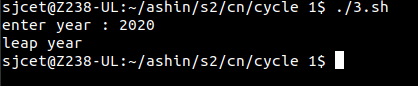 sjcet@Z238-UL:~/ashin/s2/cn/cycle 1$ ./3.sh
enter year : 2020
leap year
sjcet@Z238-UL:~/ashin/s2/cn/cycle 1$